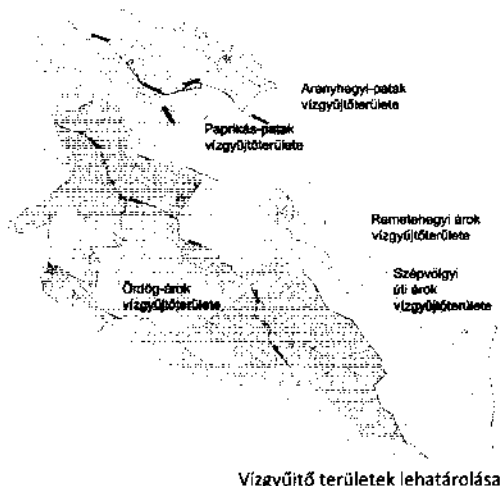 Aranyhegyi-patak
vízgyűjtőterülete
Paprikás-patak
vízgyűjtőterülete
Remetehegyi árok
vízgyűjtőterülete
Szépvölgyi
úti árok
vízgyűjtőterülete
Ördög-árok
vízgyűjtőterülete
Vízgyűjtő területek lehatárolása